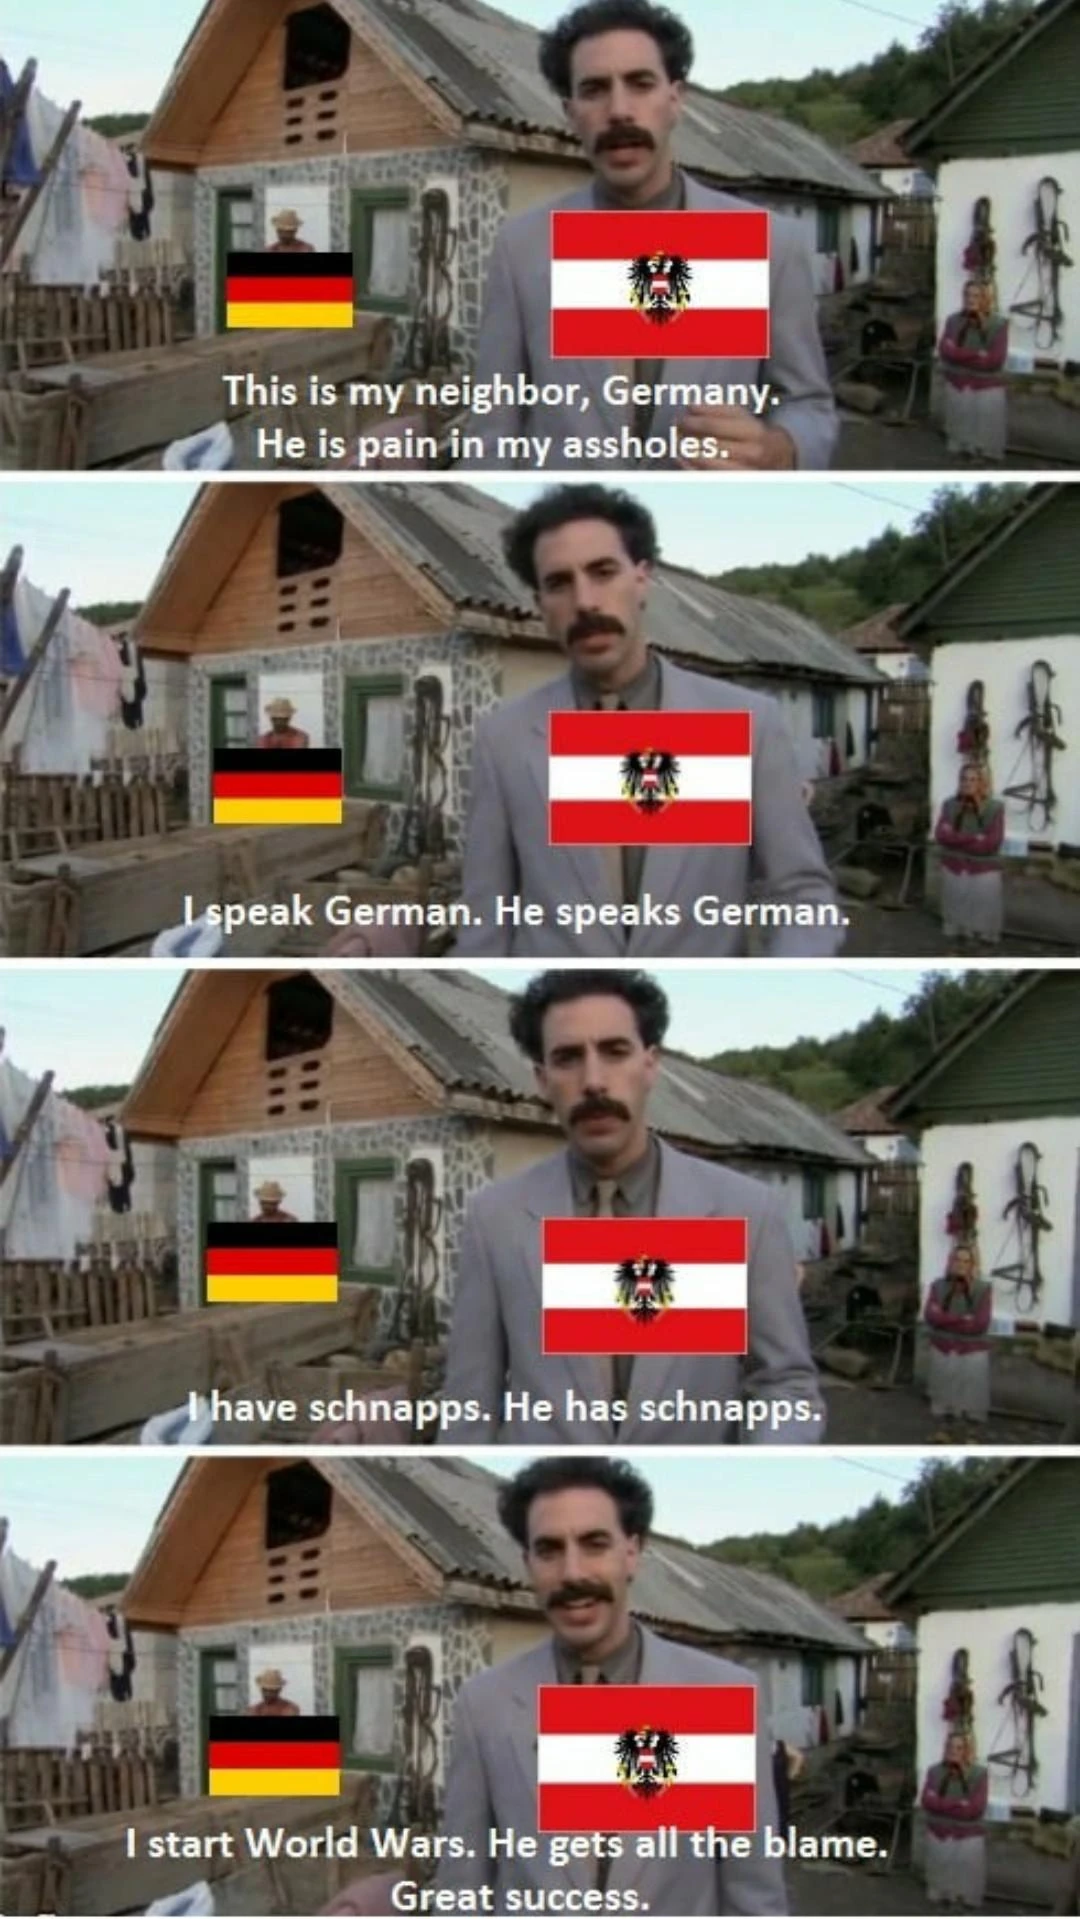 This is my neighbor, Germany.
He is pain in my assholes.
I speak German. He speaks German.
I have schnapps. He has schnapps.
I start World Wars. He gets all the blame.
Great success.